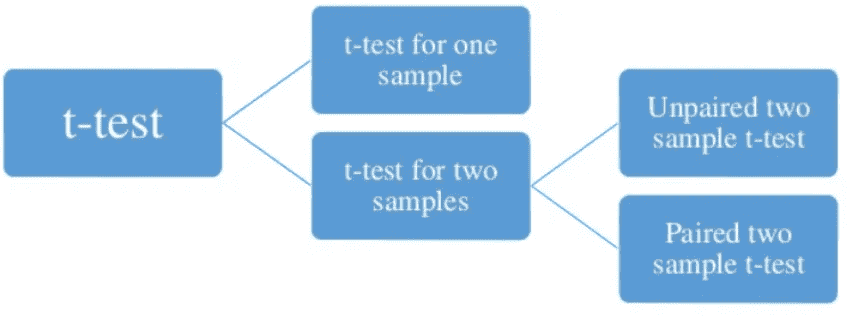 t-test
t-test for one
sample
t-test for two
samples
Unpaired two
sample t-test
Paired two
sample t-test